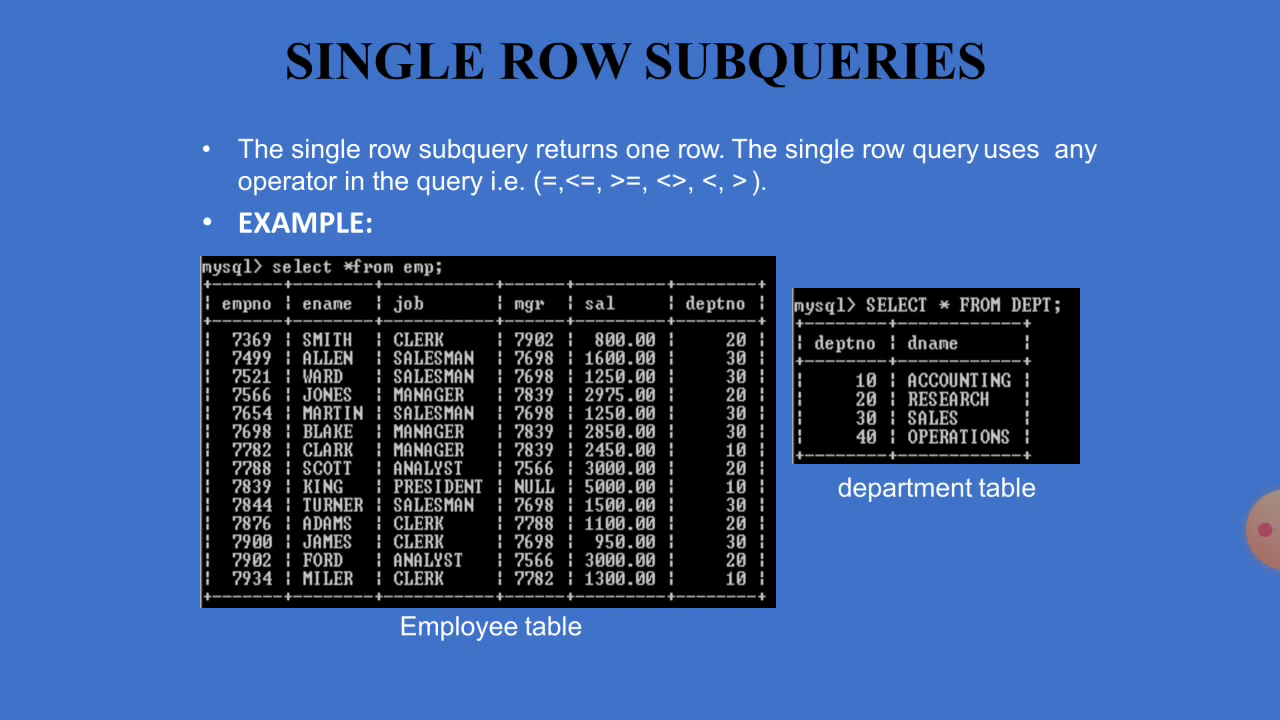 SINGLE ROW SUBQUERIES
• The single row subquery returns one row. The single row query uses any
operator in the query i.e. (=,<=, >=, <>, <, > ).
• EXAMPLE:
mysql> select *from emp;
+--------+---------+-----------+------+---------+--------+
¦ empno ¦ ename ¦ job ¦ mgr ¦ sal ¦ deptno ¦
+--------+---------+-----------+------+---------+--------+
¦ 7369 ¦ SMITH ¦ CLERK ¦ 7902 ¦ 800.00 ¦ 20 ¦
¦ 7499 ¦ ALLEN ¦ SALESMAN ¦ 7698 ¦ 1600.00 ¦ 30 ¦
¦ 7521 ¦ WARD ¦ SALESMAN ¦ 7698 ¦ 1250.00 ¦ 30 ¦
¦ 7566 ¦ JONES ¦ MANAGER ¦ 7839 ¦ 2975.00 ¦ 20 ¦
¦ 7654 ¦ MARTIN ¦ SALESMAN ¦ 7698 ¦ 1250.00 ¦ 30 ¦
¦ 7698 ¦ BLAKE ¦ MANAGER ¦ 7839 ¦ 2850.00 ¦ 30 ¦
¦ 7782 ¦ CLARK ¦ MANAGER ¦ 7839 ¦ 2450.00 ¦ 10 ¦
¦ 7788 ¦ SCOTT ¦ ANALYST ¦ 7566 ¦ 3000.00 ¦ 20 ¦
¦ 7839 ¦ KING ¦ PRESIDENT ¦ NULL ¦ 5000.00 ¦ 10 ¦
¦ 7844 ¦ TURNER ¦ SALESMAN ¦ 7698 ¦ 1500.00 ¦ 30 ¦
¦ 7876 ¦ ADAMS ¦ CLERK ¦ 7788 ¦ 1100.00 ¦ 20 ¦
¦ 7900 ¦ JAMES ¦ CLERK ¦ 7698 ¦ 950.00 ¦ 30 ¦
¦ 7902 ¦ FORD ¦ ANALYST ¦ 7566 ¦ 3000.00 ¦ 20 ¦
¦ 7934 ¦ MILER ¦ CLERK ¦ 7782 ¦ 1300.00 ¦ 10 ¦
+--------+---------+-----------+------+---------+--------+
Employee table
mysql> SELECT * FROM DEPT;
+--------+------------+
¦ deptno ¦ dname ¦
+--------+------------+
¦ 10 ¦ ACCOUNTING ¦
¦ 20 ¦ RESEARCH ¦
¦ 30 ¦ SALES ¦
¦ 40 ¦ OPERATIONS ¦
+--------+------------+
department table